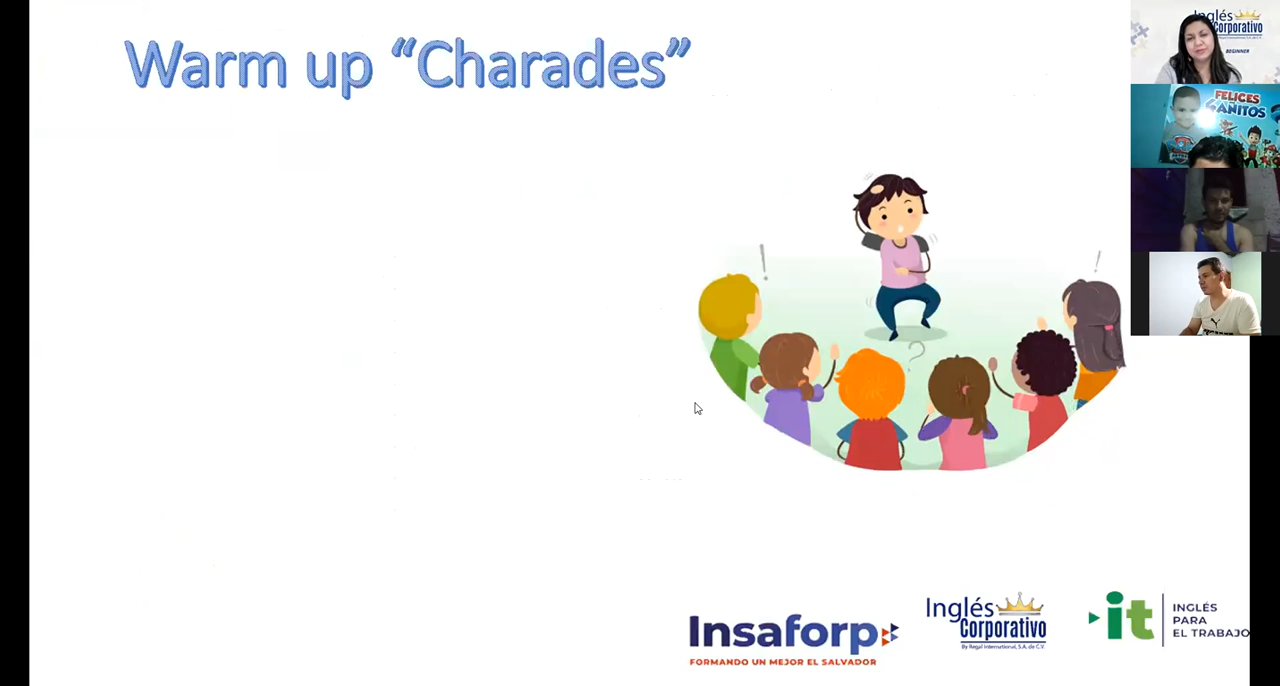 Warm up “Charades”
Inglés
Corporativo
BEGINNER
FELICES
AÑITOS
Insaforp
FORMANDO UN MEJOR EL SALVADOR
Inglés
Corporativo
By Regal International, S.A. de C.V.
it
INGLÉS
PARA
EL TRABAJO